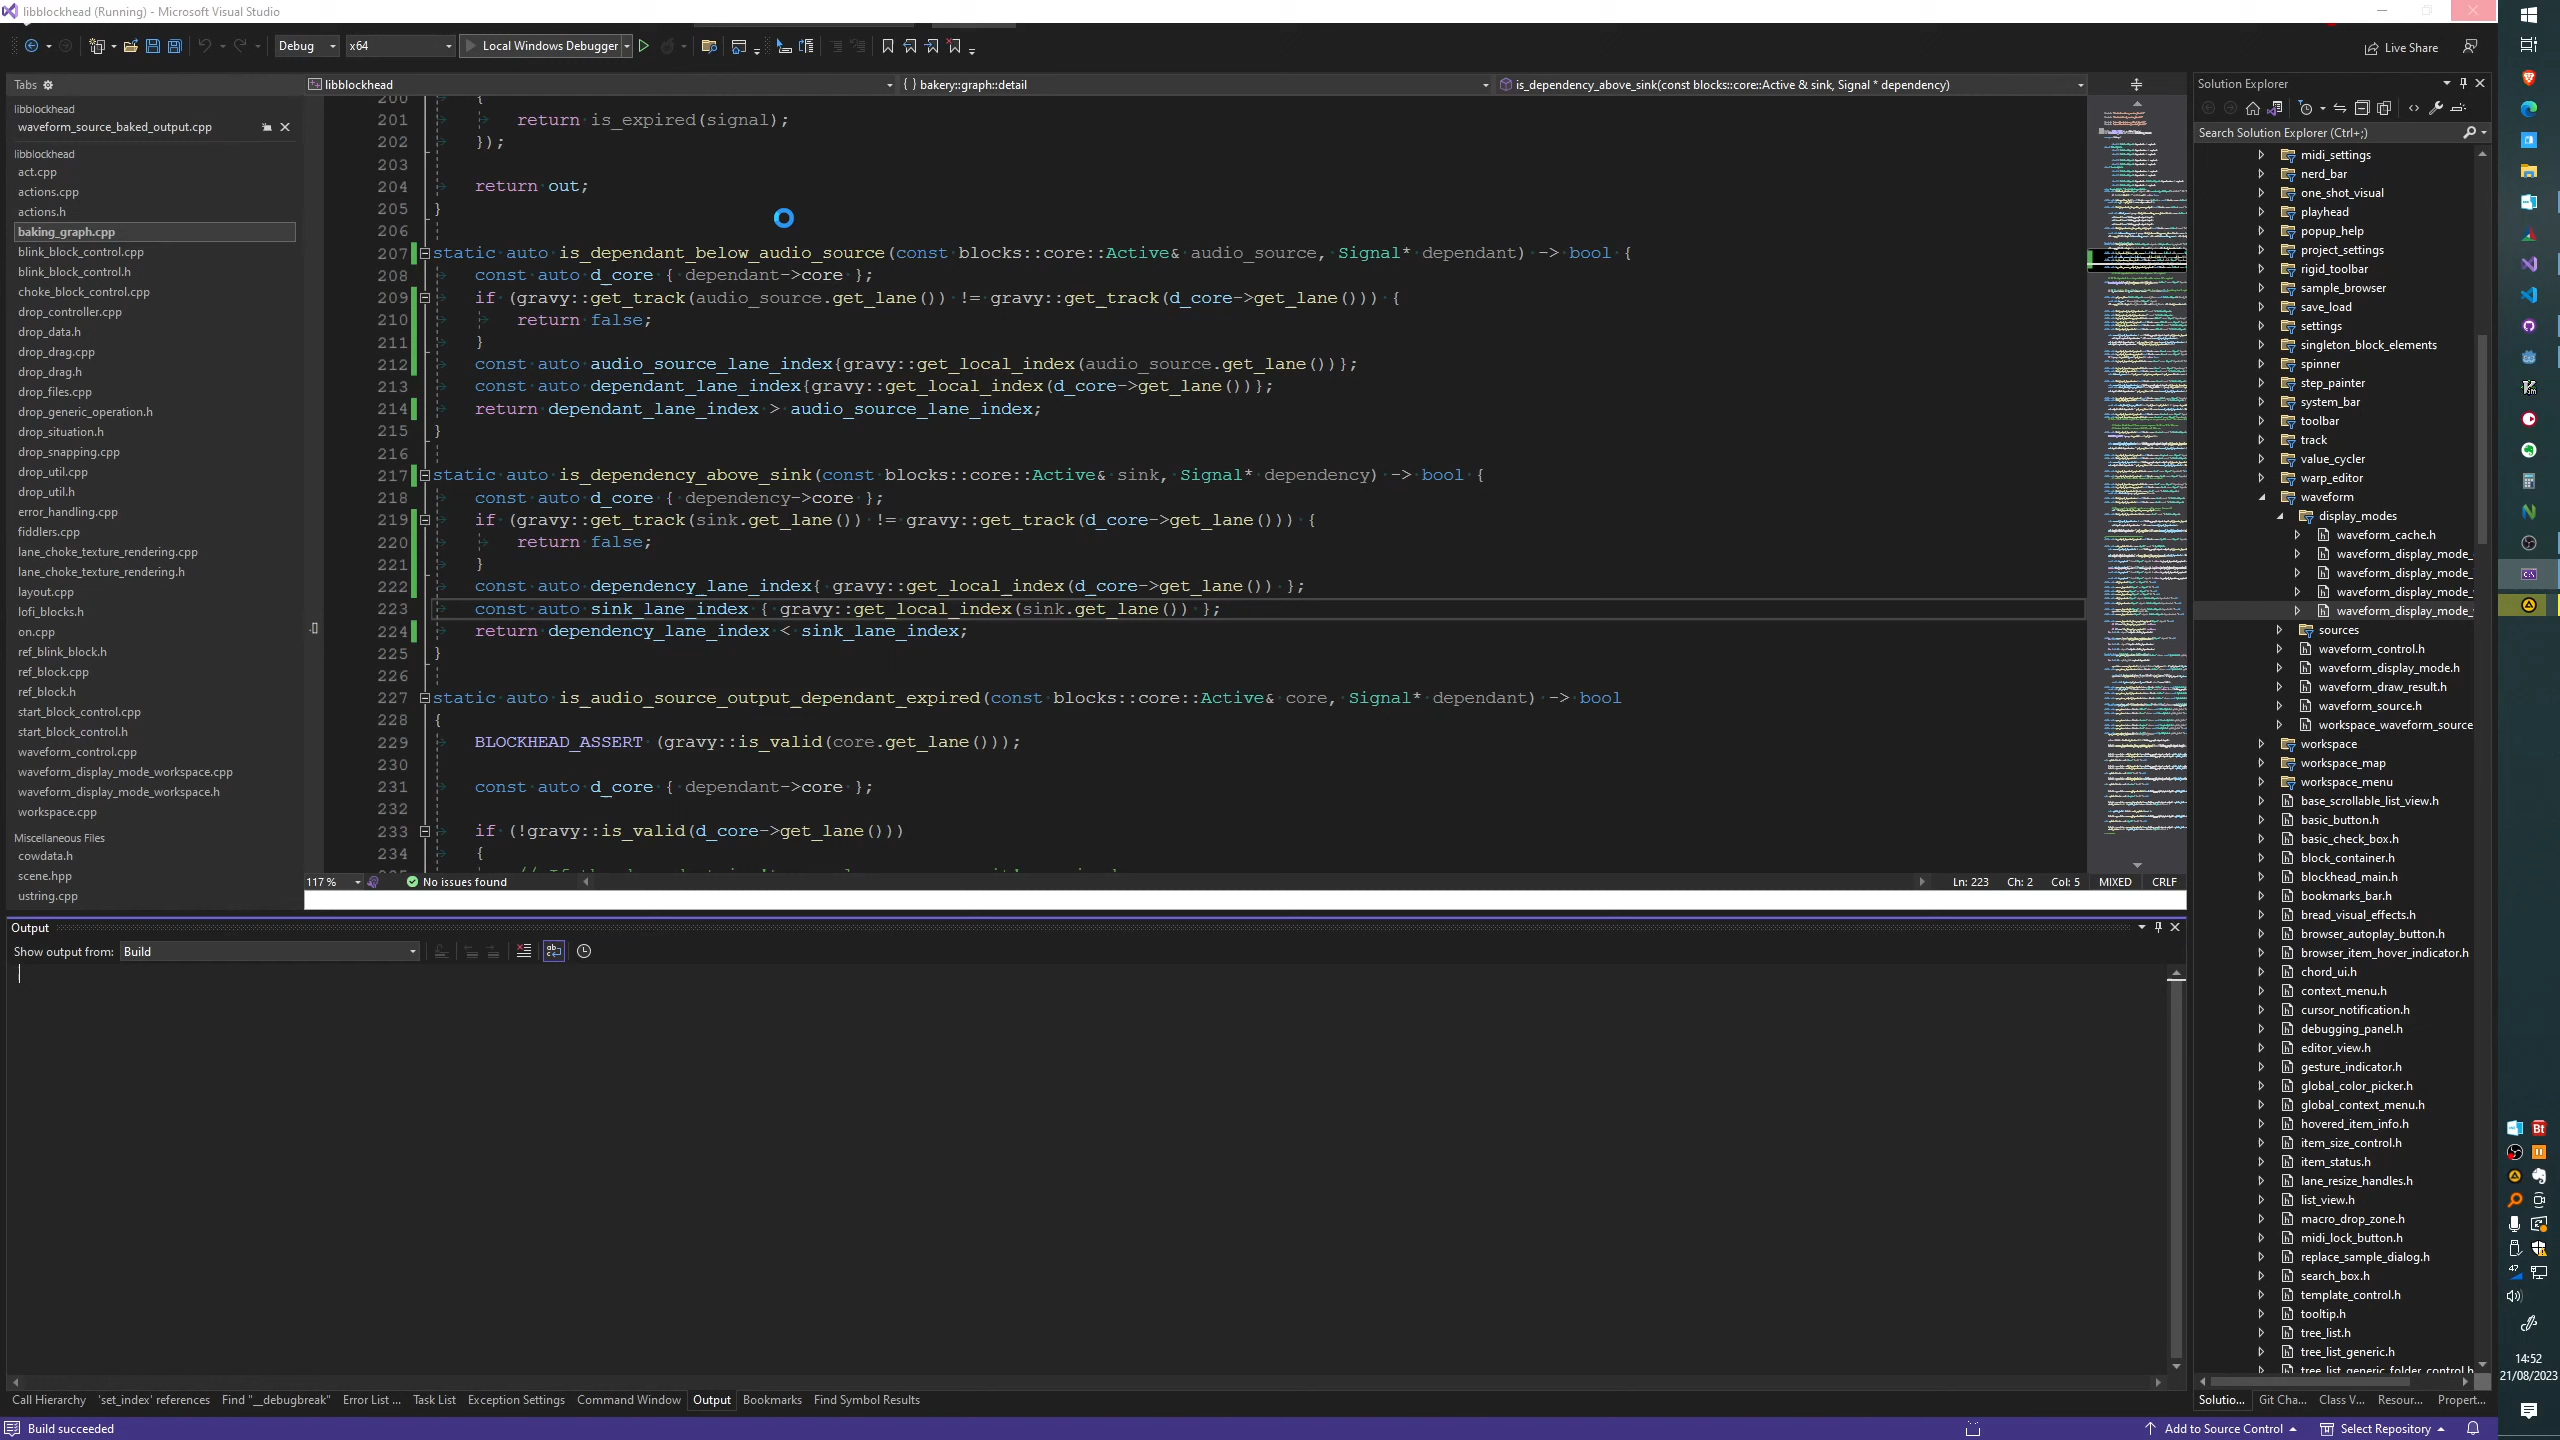 libblockhead (Running) - Microsoft Visual Studio
Debug
x64
Local Windows Debugger
Live Share
Tabs
libblockhead
waveform_source_baked_output.cpp
libblockhead
act.cpp
actions.cpp
actions.h
baking_graph.cpp
blink_block_control.cpp
blink_block_control.h
choke_block_control.cpp
drop_controller.cpp
drop_data.h
drop_drag.cpp
drop_drag.h
drop_files.cpp
drop_generic_operation.h
drop_situation.h
drop_snapping.cpp
drop_util.cpp
drop_util.h
error_handling.cpp
fiddlers.cpp
lane_choke_texture_rendering.cpp
lane_choke_texture_rendering.h
layout.cpp
lofi_blocks.h
on.cpp
ref_blink_block.h
ref_block.cpp
ref_block.h
start_block_control.cpp
start_block_control.h
waveform_control.cpp
waveform_display_mode_workspace.cpp
waveform_display_mode_workspace.h
workspace.cpp
Miscellaneous Files
cowdata.h
scene.hpp
ustring.cpp
libblockhead
{ } bakery::graph::detail
is_dependency_above_sink(const blocks::core::Active & sink, Signal * dependency)
200 {
201 return is_expired(signal);
202 });
203
204 return out;
205 }
206
207 static auto is_dependant_below_audio_source(const blocks::core::Active& audio_source, Signal* dependant) -> bool {
208 const auto d_core { dependant->core };
209 if (gravy::get_track(audio_source.get_lane()) != gravy::get_track(d_core->get_lane())) {
210 return false;
211 }
212 const auto audio_source_lane_index{gravy::get_local_index(audio_source.get_lane())};
213 const auto dependant_lane_index{gravy::get_local_index(d_core->get_lane())};
214 return dependant_lane_index > audio_source_lane_index;
215 }
216
217 static auto is_dependency_above_sink(const blocks::core::Active& sink, Signal* dependency) -> bool {
218 const auto d_core { dependency->core };
219 if (gravy::get_track(sink.get_lane()) != gravy::get_track(d_core->get_lane())) {
220 return false;
221 }
222 const auto dependency_lane_index{ gravy::get_local_index(d_core->get_lane()) };
223 const auto sink_lane_index { gravy::get_local_index(sink.get_lane()) };
224 return dependency_lane_index < sink_lane_index;
225 }
226
227 static auto is_audio_source_output_dependant_expired(const blocks::core::Active& core, Signal* dependant) -> bool
228 {
229 BLOCKHEAD_ASSERT (gravy::is_valid(core.get_lane()));
230
231 const auto d_core { dependant->core };
232
233 if (!gravy::is_valid(d_core->get_lane()))
234 {
117 %
No issues found
Ln: 223
Ch: 2
Col: 5
MIXED
CRLF
Output
Show output from:
Build
Call Hierarchy
'set_index' references
Find "__debugbreak"
Error List ...
Task List
Exception Settings
Command Window
Output
Bookmarks
Find Symbol Results
Build succeeded
Solution Explorer
Search Solution Explorer (Ctrl+;)
midi_settings
nerd_bar
one_shot_visual
playhead
popup_help
project_settings
rigid_toolbar
sample_browser
save_load
settings
singleton_block_elements
spinner
step_painter
system_bar
toolbar
track
value_cycler
warp_editor
waveform
display_modes
waveform_cache.h
waveform_display_mode_
waveform_display_mode_
waveform_display_mode_
waveform_display_mode_
sources
waveform_control.h
waveform_display_mode.h
waveform_draw_result.h
waveform_source.h
workspace_waveform_source
workspace
workspace_map
workspace_menu
base_scrollable_list_view.h
basic_button.h
basic_check_box.h
block_container.h
blockhead_main.h
bookmarks_bar.h
bread_visual_effects.h
browser_autoplay_button.h
browser_item_hover_indicator.h
chord_ui.h
context_menu.h
cursor_notification.h
debugging_panel.h
editor_view.h
gesture_indicator.h
global_color_picker.h
global_context_menu.h
hovered_item_info.h
item_size_control.h
item_status.h
lane_resize_handles.h
list_view.h
macro_drop_zone.h
midi_lock_button.h
replace_sample_dialog.h
search_box.h
template_control.h
tooltip.h
tree_list.h
tree_list_generic.h
tree_list_generic_folder_control.h
Solutio...
Git Cha...
Class V...
Resour...
Propert...
Add to Source Control
Select Repository
Bt
47
14:52
21/08/2023